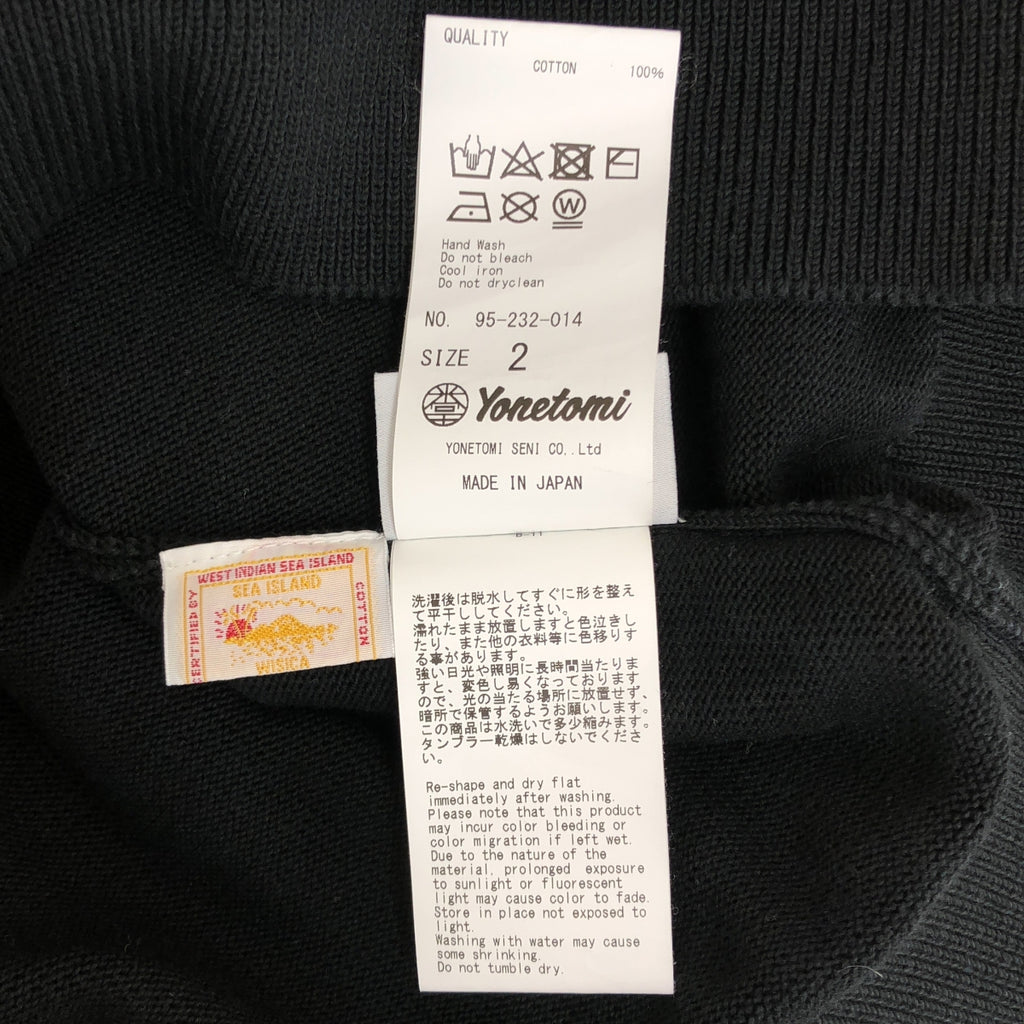 QUALITY
COTTON 100%
W
Hand Wash
Do not bleach
Cool iron
Do not dryclean
NO. 95-232-014
SIZE 2
Yonetomi
YONETOMI SENI CO.,Ltd
MADE IN JAPAN
WEST INDIAN SEA ISLAND
COTTON
SEA ISLAND
WISICA
洗濯後は脱水してすぐに形を整え
て平干ししてください。
濡れたまま放置しますと色泣きし
たり、また他の衣料等に色移りす
る事があります。
強い日光や照明に長時間当たりま
すと、変色し易くなっております
ので、光の当たる場所に放置せず、
暗所で保管するようお願いします。
この商品は水洗いで多少縮みます。
タンブラー乾燥はしないでくださ
い。
Re-shape and dry flat
immediately after washing.
Please note that this product
may incur color bleeding or
color migration if left wet.
Due to the nature of the
material, prolonged exposure
to sunlight or fluorescent
light may cause color to fade.
Store in place not exposed to
light.
Washing with water may cause
some shrinking.
Do not tumble dry.